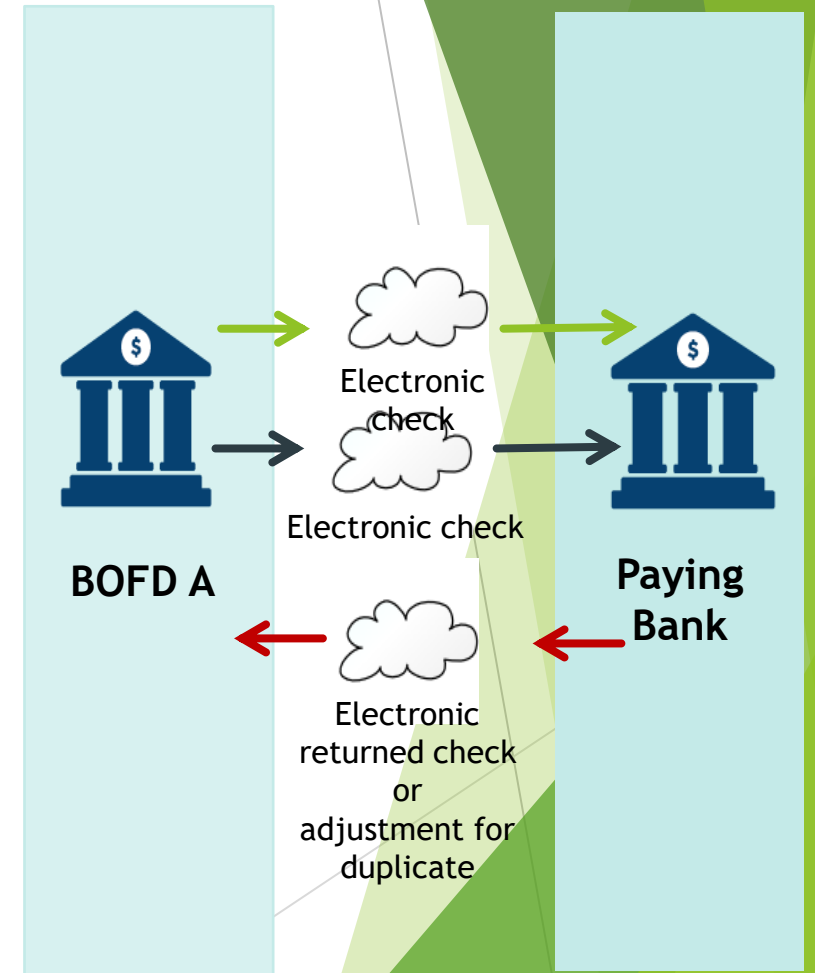 $
$
Electronic
check
Electronic check
BOFD A
Paying
Bank
Electronic
returned check
or
adjustment for
duplicate